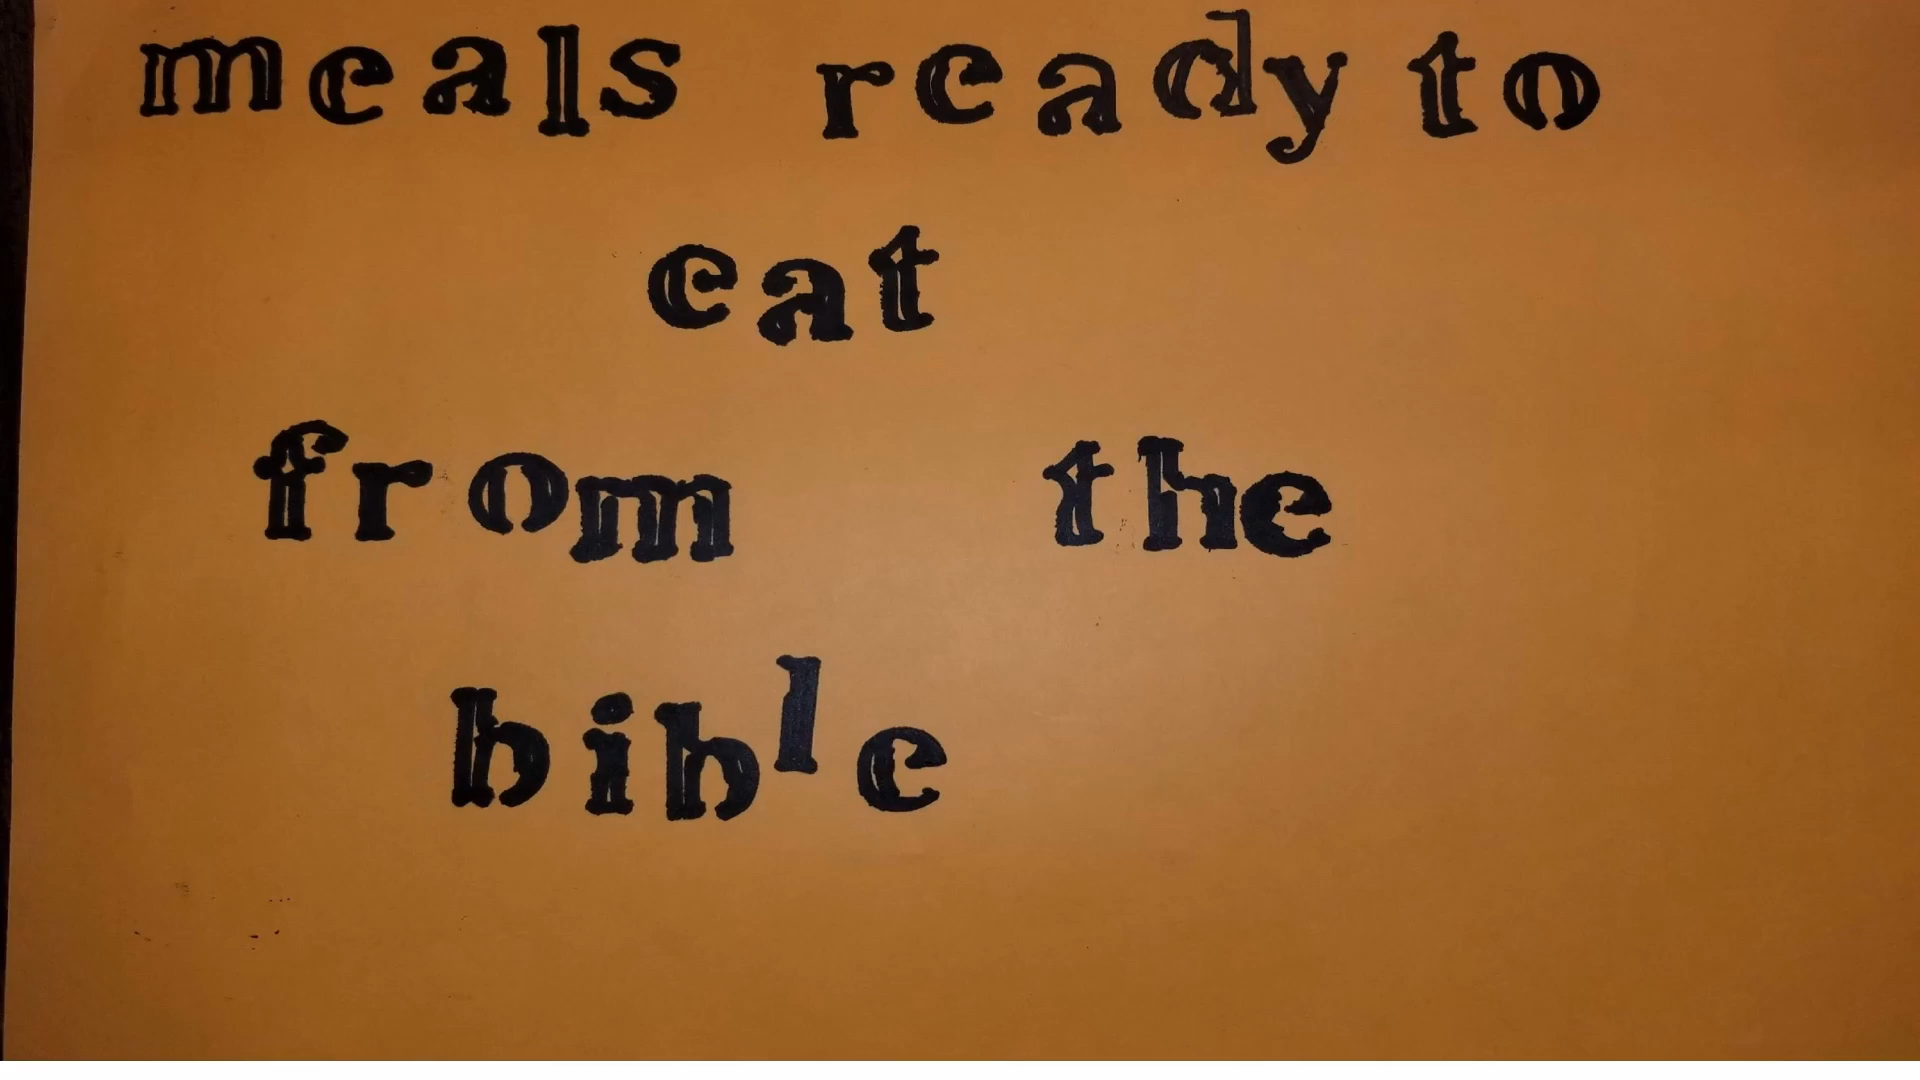 meals ready to
eat
from the
bible